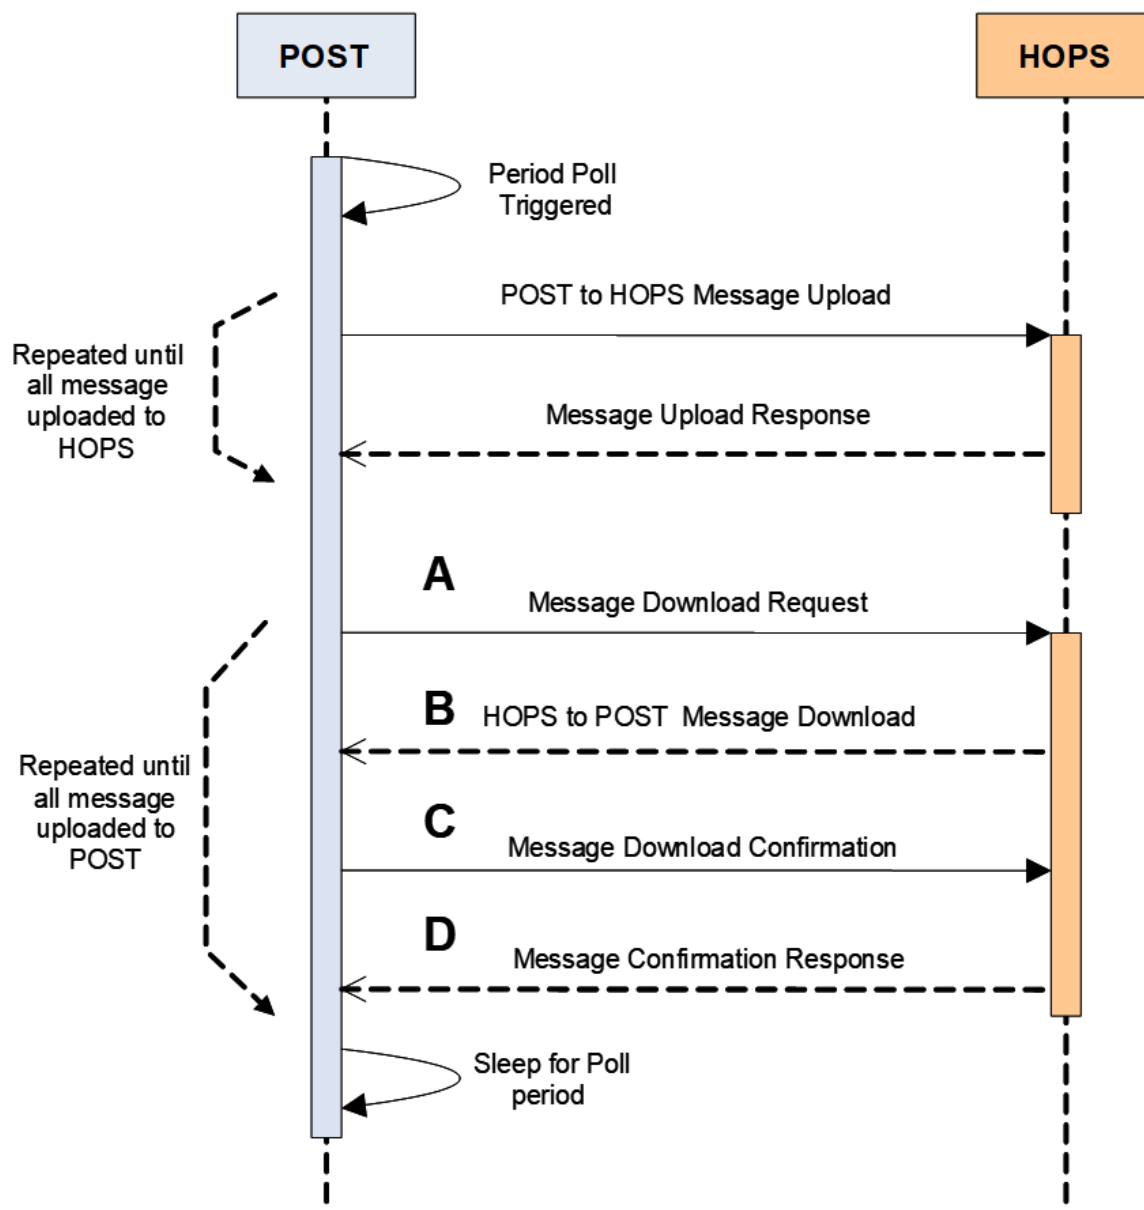 POST
HOPS
Period Poll
Triggered
POST to HOPS Message Upload
Repeated until
all message
uploaded to
HOPS
Message Upload Response
A
Message Download Request
B
HOPS to POST Message Download
Repeated until
all message
uploaded to
POST
C
Message Download Confirmation
D
Message Confirmation Response
Sleep for Poll
period